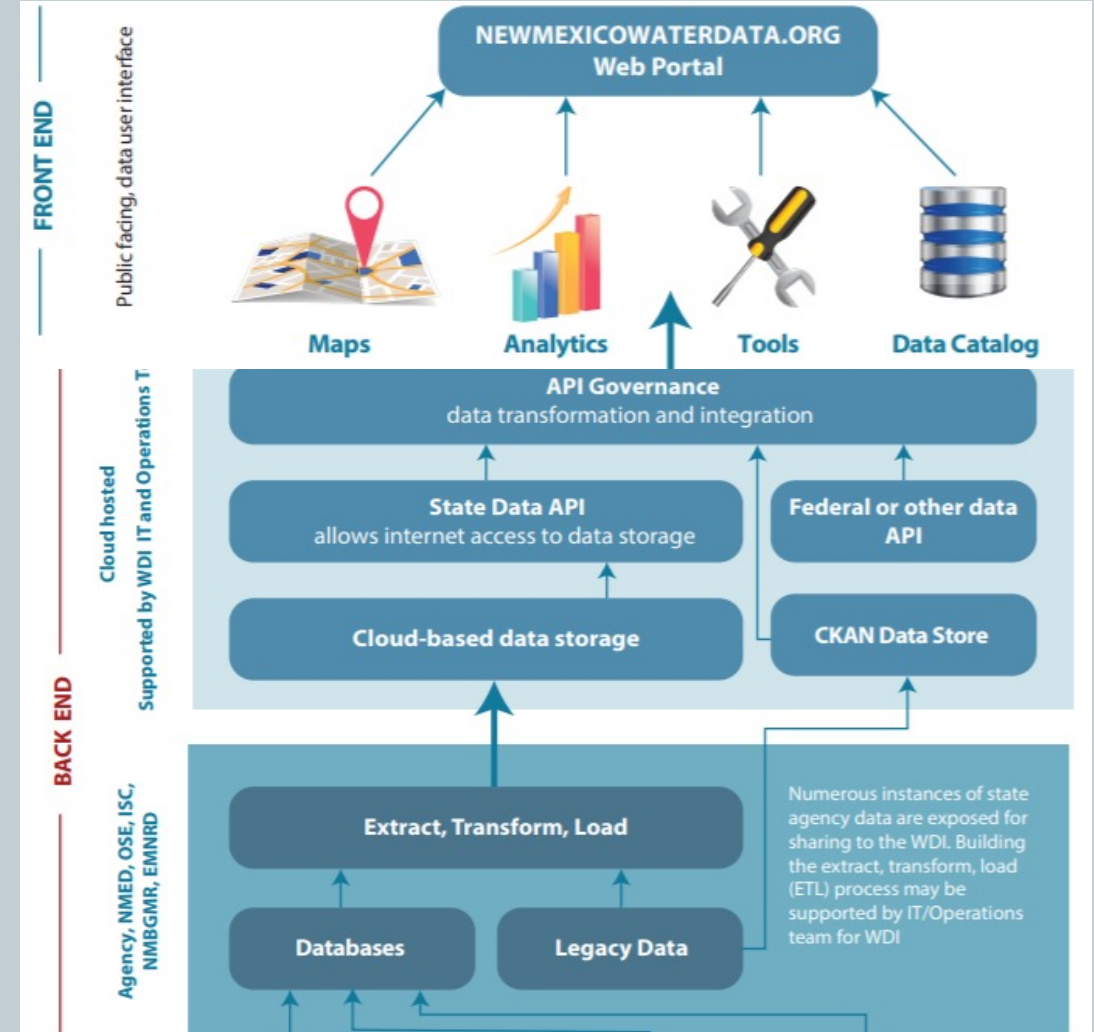 NEWMEXICOWATERDATA.ORG
Web Portal
FRONT END
Public facing, data user interface
Maps
Analytics
Tools
Data Catalog
BACK END
Cloud hosted
Supported by WDI IT and Operations
API Governance
data transformation and integration
State Data API
allows internet access to data storage
Federal or other data
API
Cloud-based data storage
CKAN Data Store
Agency, NMED, OSE, ISC,
NMBGMR, EMNRD
Extract, Transform, Load
Numerous instances of state
agency data are exposed for
sharing to the WDI. Building
the extract, transform, load
(ETL) process may be
supported by IT/Operations
team for WDI
Databases
Legacy Data